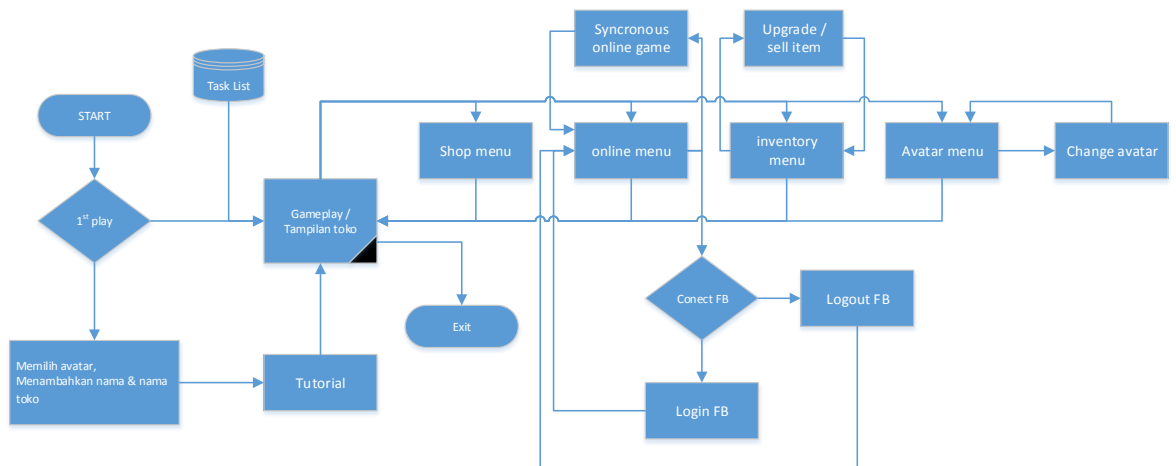 Syncronous
online game
Upgrade /
sell item
Task List
START
Shop menu
online menu
inventory
menu
Avatar menu
Change avatar
1st play
Gameplay /
Tampilan toko
Conect FB
Logout FB
Exit
Memilih avatar,
Menambahkan nama & nama
toko
Tutorial
Login FB